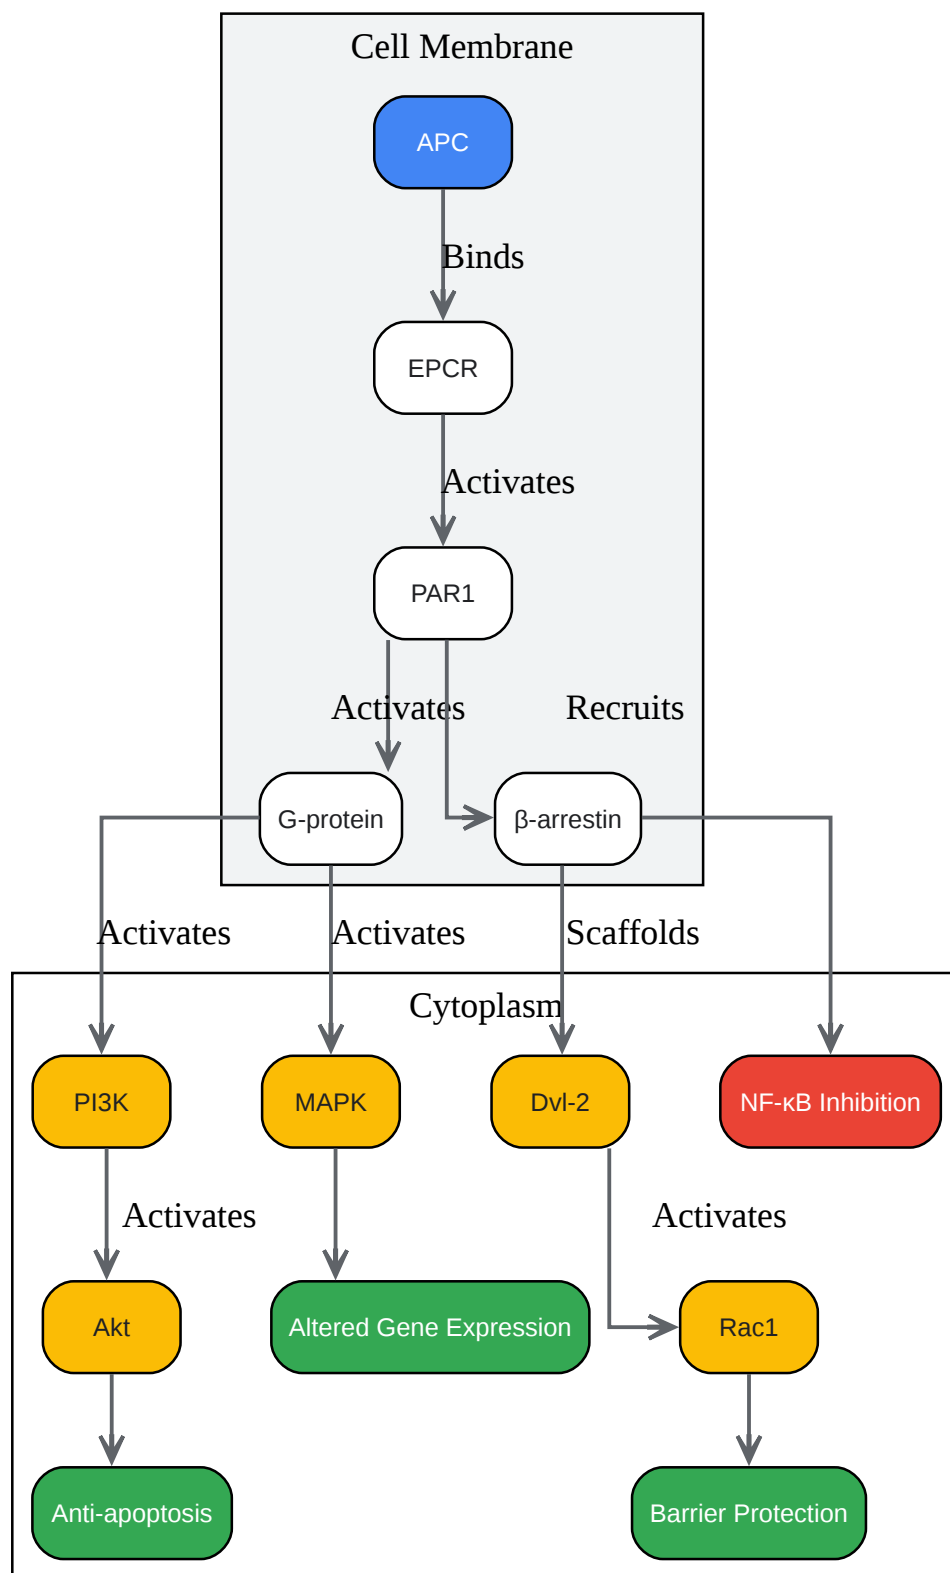 Cell Membrane
APC
Binds
EPCR
Activates
PAR1
Activates
Recruits
G-protein
β-arrestin
Activates
Activates
Scaffolds
Cytoplasm
PI3K
MAPK
Dvl-2
NF-κB Inhibition
Activates
Activates
Akt
Altered Gene Expression
Rac1
Anti-apoptosis
Barrier Protection